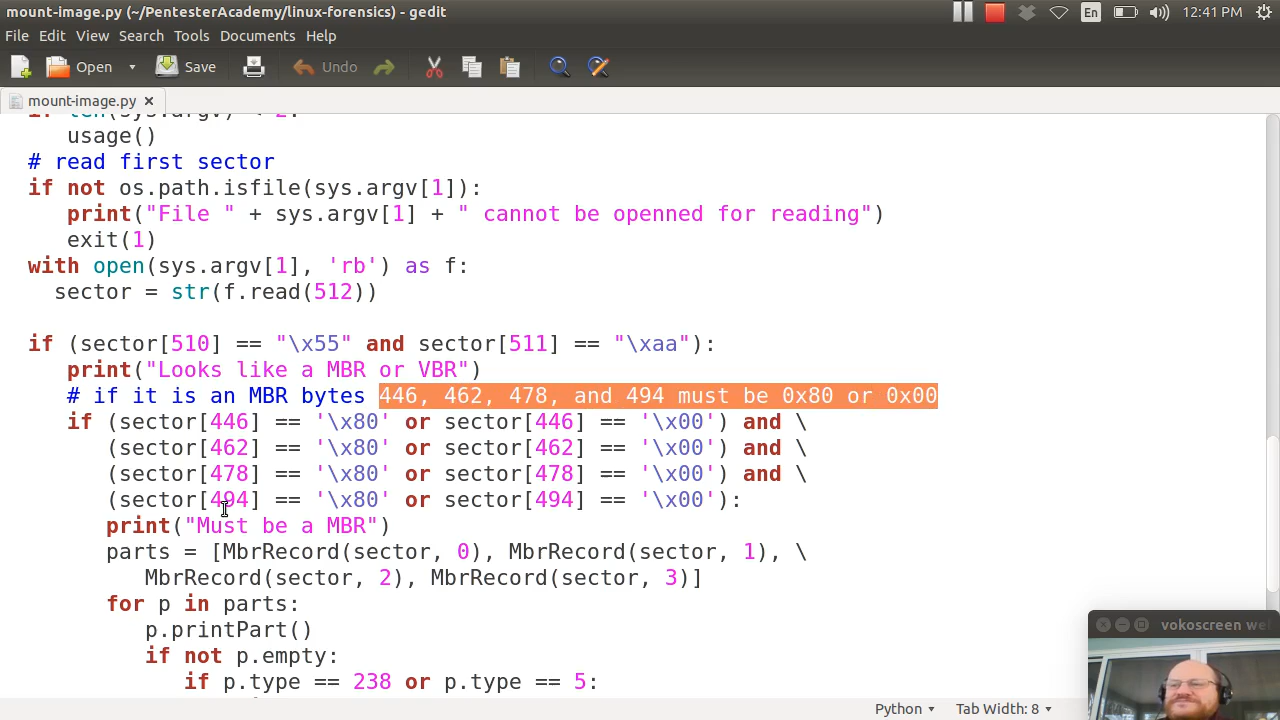 mount-image.py (~/PentesterAcademy/linux-forensics) - gedit
En
12:41 PM
File Edit View Search Tools Documents Help
Open Save Undo
mount-image.py
if len(sys.argv) < 2:
usage()
# read first sector
if not os.path.isfile(sys.argv[1]):
print("File " + sys.argv[1] + " cannot be openned for reading")
exit(1)
with open(sys.argv[1], 'rb') as f:
sector = str(f.read(512))
if (sector[510] == "\x55" and sector[511] == "\xaa"):
print("Looks like a MBR or VBR")
# if it is an MBR bytes 446, 462, 478, and 494 must be 0x80 or 0x00
if (sector[446] == '\x80' or sector[446] == '\x00') and \
(sector[462] == '\x80' or sector[462] == '\x00') and \
(sector[478] == '\x80' or sector[478] == '\x00') and \
(sector[494] == '\x80' or sector[494] == '\x00'):
print("Must be a MBR")
parts = [MbrRecord(sector, 0), MbrRecord(sector, 1), \
MbrRecord(sector, 2), MbrRecord(sector, 3)]
for p in parts:
p.printPart()
if not p.empty:
if p.type == 238 or p.type == 5:
vokoscreen we
Python Tab Width: 8